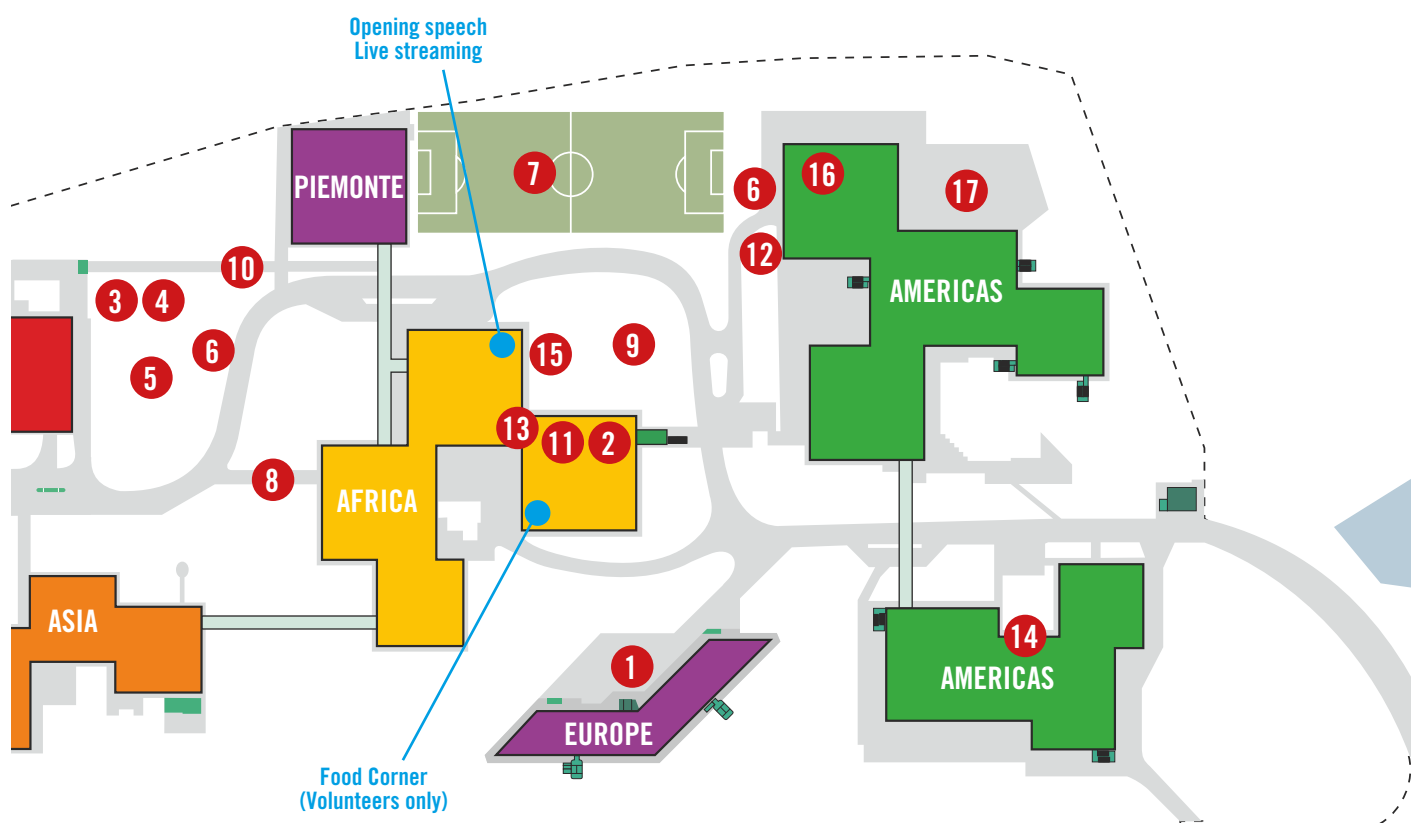 Opening speech
Live streaming
7
16
6
17
PIEMONTE
12
10
3
4
AMERICAS
6
9
15
5
13
11
2
8
AFRICA
ASIA
14
1
AMERICAS
EUROPE
Food Corner
(Volunteers only)